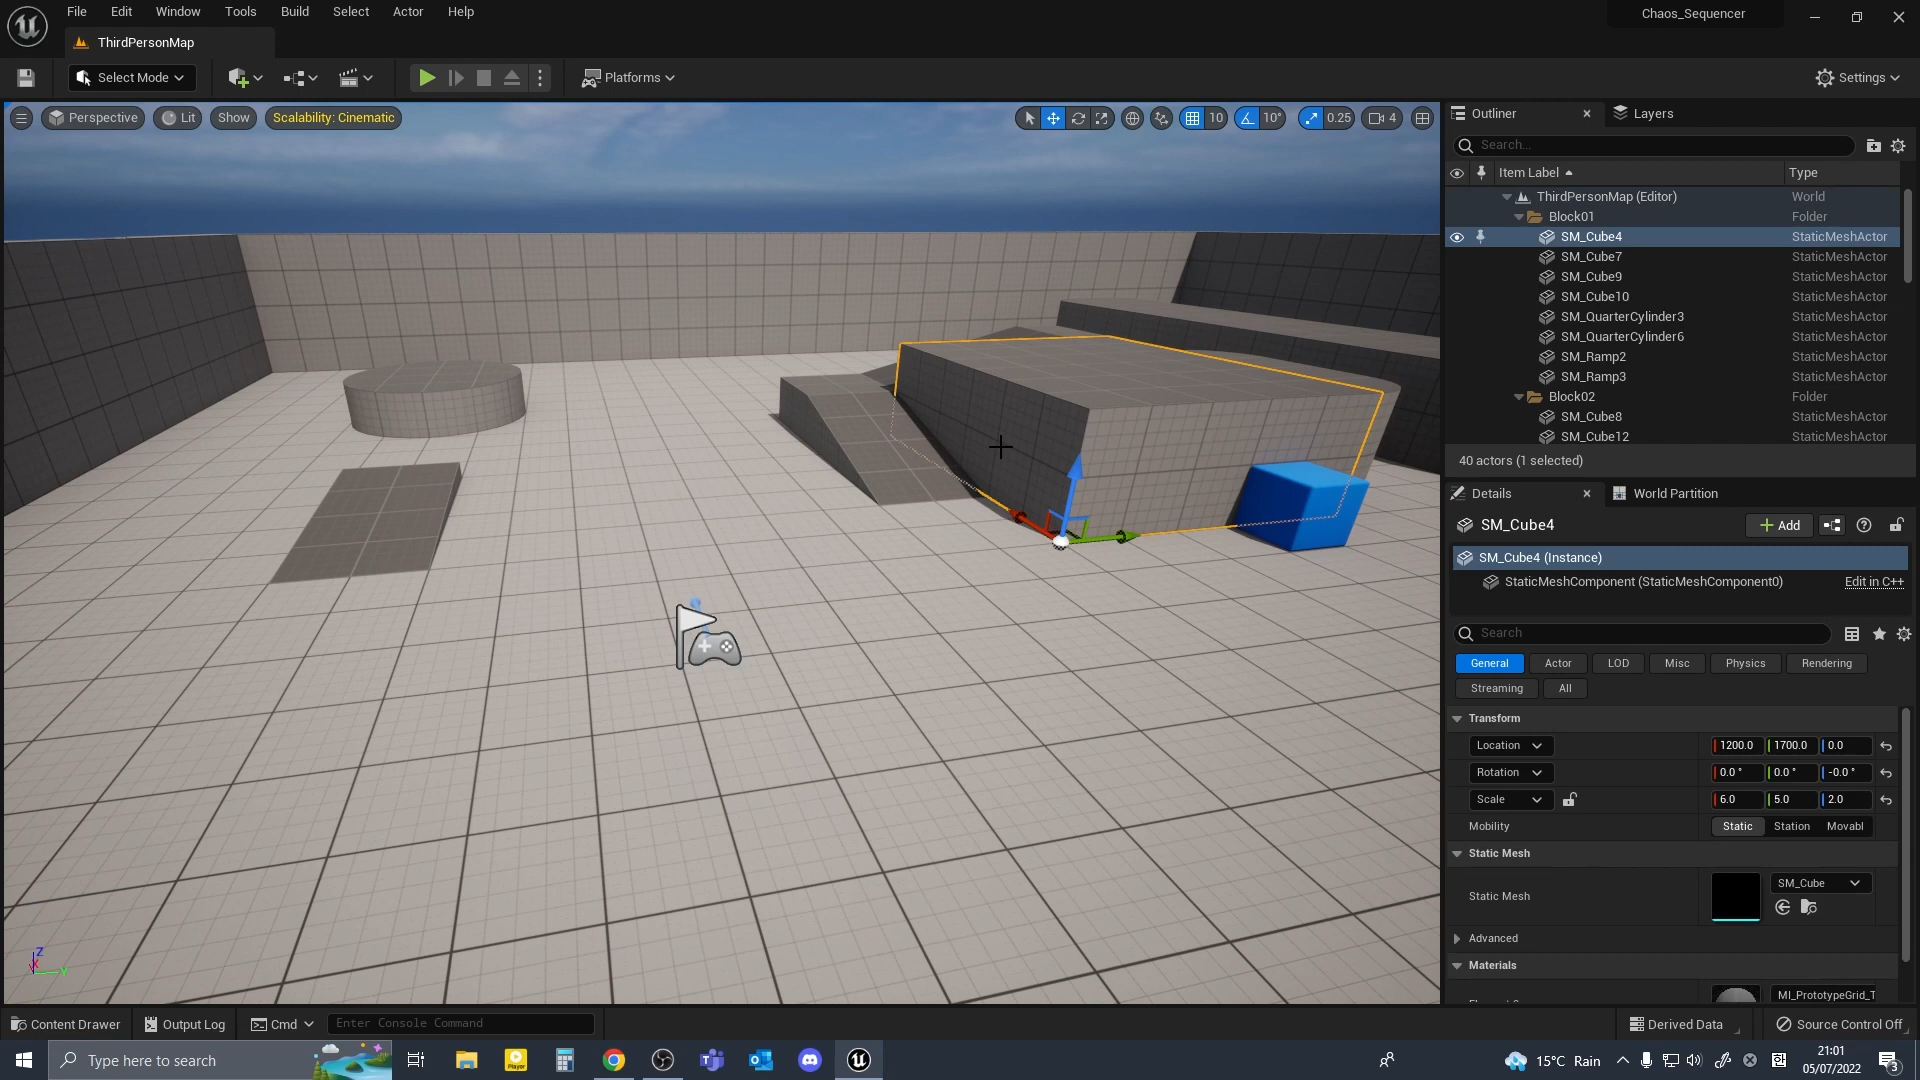 File Edit Window Tools Build Select Actor Help
Chaos_Sequencer
ThirdPersonMap
Select Mode
Platforms
Settings
Perspective Lit Show Scalability: Cinematic
10 10° 0.25 4
Outliner Layers
Search...
Item Label Type
ThirdPersonMap (Editor) World
Block01 Folder
SM_Cube4 StaticMeshActor
SM_Cube7 StaticMeshActor
SM_Cube9 StaticMeshActor
SM_Cube10 StaticMeshActor
SM_QuarterCylinder3 StaticMeshActor
SM_QuarterCylinder6 StaticMeshActor
SM_Ramp2 StaticMeshActor
SM_Ramp3 StaticMeshActor
Block02 Folder
SM_Cube8 StaticMeshActor
SM_Cube12 StaticMeshActor
40 actors (1 selected)
Details World Partition
SM_Cube4
Add
SM_Cube4 (Instance)
StaticMeshComponent (StaticMeshComponent0) Edit in C++
Search
General Actor LOD Misc Physics Rendering
Streaming All
Transform
Location 1200.0 1700.0 0.0
Rotation 0.0° 0.0° -0.0°
Scale 6.0 5.0 2.0
Mobility Static Station Movabl
Static Mesh
Static Mesh SM_Cube
Advanced
Materials
MI_PrototypeGrid_T
Z
X Y
Content Drawer Output Log Cmd Enter Console Command
Derived Data Source Control Off
Type here to search
Player
15°C Rain
21:01
05/07/2022
3